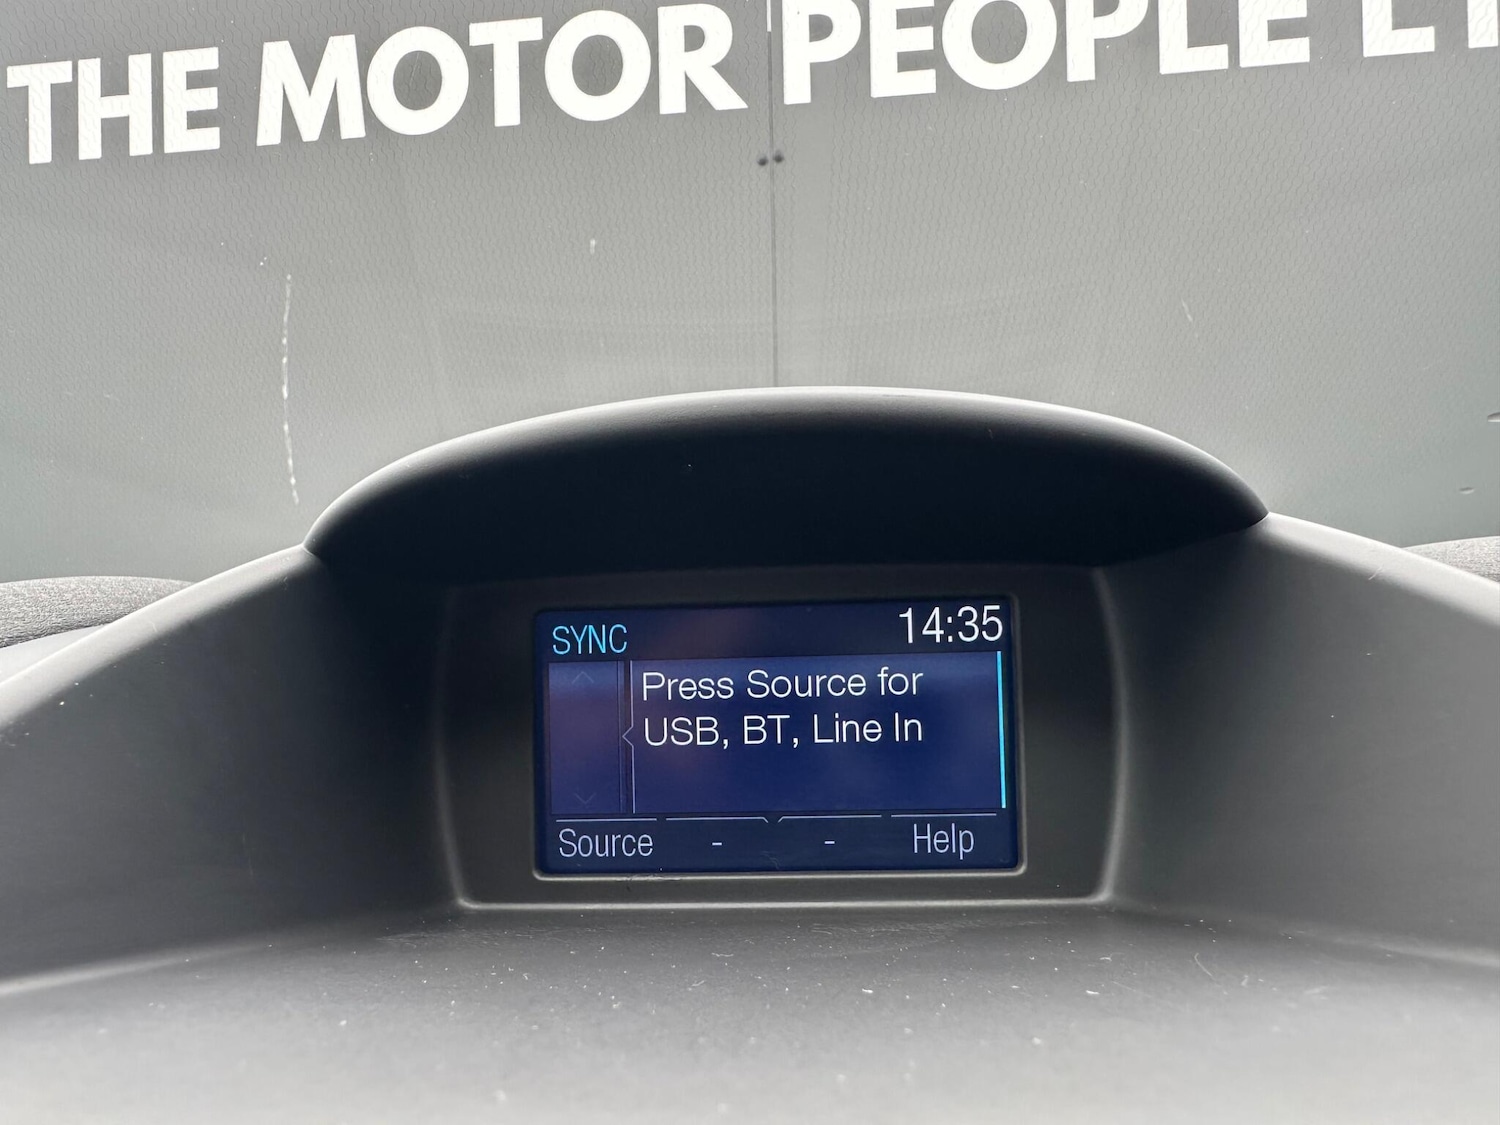 THE MOTOR PEOPLE
SYNC
14:35
Press Source for
USB, BT, Line In
Source - - Help